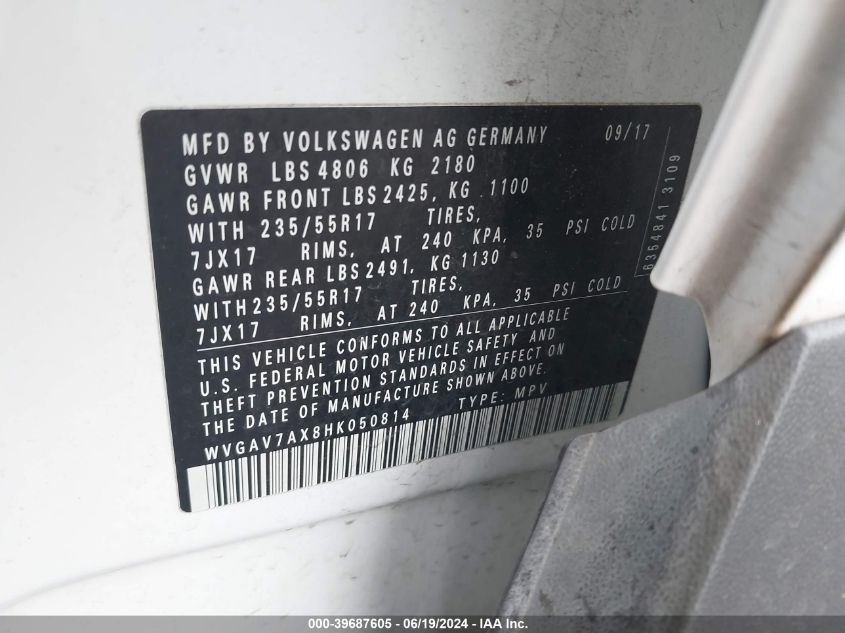 MFD BY VOLKSWAGEN AG GERMANY 09/17
GVWR LBS 4806 KG 2180
GAWR FRONT LBS 2425, KG 1100
WITH 235/55R17 TIRES,
7JX17 RIMS, AT 240 KPA, 35 PSI COLD
GAWR REAR LBS 2491, KG 1130
WITH 235/55R17 TIRES,
7JX17 RIMS, AT 240 KPA, 35 PSI COLD
THIS VEHICLE CONFORMS TO ALL APPLICABLE
U.S. FEDERAL MOTOR VEHICLE SAFETY AND
THEFT PREVENTION STANDARDS IN EFFECT ON
THE DATE OF MANUFACTURE SHOWN ABOVE.
WVGAV7AX8HK050814 TYPE: MPV
6354841 3109
000-39687605 - 06/19/2024 - IAA Inc.